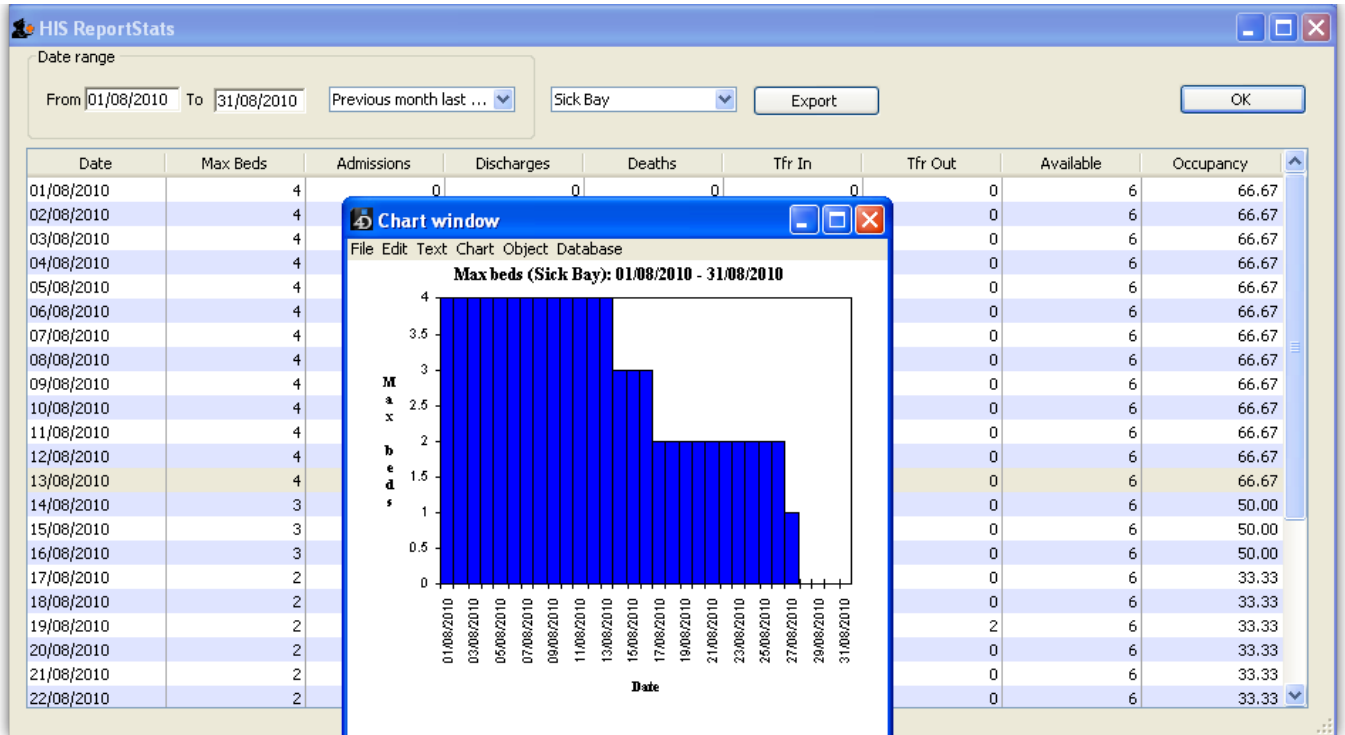 HIS ReportStats
Date range
From 01/08/2010 To 31/08/2010 Previous month last ... Sick Bay Export OK
Date Max Beds Admissions Discharges Deaths Tfr In Tfr Out Available Occupancy
01/08/2010 4 0 0 0 0 0 6 66.67
02/08/2010 4 0 6 66.67
03/08/2010 4 0 6 66.67
04/08/2010 4 0 6 66.67
05/08/2010 4 0 6 66.67
06/08/2010 4 0 6 66.67
07/08/2010 4 0 6 66.67
08/08/2010 4 0 6 66.67
09/08/2010 4 0 6 66.67
10/08/2010 4 0 6 66.67
11/08/2010 4 0 6 66.67
12/08/2010 4 0 6 66.67
13/08/2010 4 0 6 66.67
14/08/2010 3 0 6 50.00
15/08/2010 3 0 6 50.00
16/08/2010 3 0 6 50.00
17/08/2010 2 0 6 33.33
18/08/2010 2 0 6 33.33
19/08/2010 2 2 6 33.33
20/08/2010 2 0 6 33.33
21/08/2010 2 0 6 33.33
22/08/2010 2 0 6 33.33
4D Chart window
File Edit Text Chart Object Database
Max beds (Sick Bay): 01/08/2010 - 31/08/2010
Max beds
4
3.5
3
2.5
2
1.5
1
0.5
0
01/08/2010
03/08/2010
05/08/2010
07/08/2010
09/08/2010
11/08/2010
13/08/2010
15/08/2010
17/08/2010
19/08/2010
21/08/2010
23/08/2010
25/08/2010
27/08/2010
29/08/2010
31/08/2010
Date